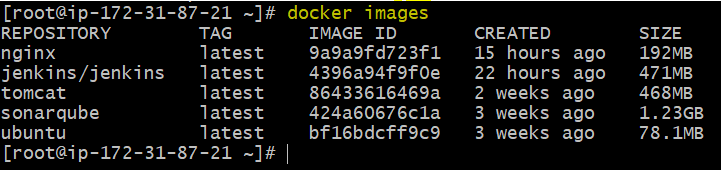 [root@ip-172-31-87-21 ~]# docker images
REPOSITORY TAG IMAGE ID CREATED SIZE
nginx latest 9a9a9fd723f1 15 hours ago 192MB
jenkins/jenkins latest 4396a94f9f0e 22 hours ago 471MB
tomcat latest 86433616469a 2 weeks ago 468MB
sonarqube latest 424a60676c1a 3 weeks ago 1.23GB
ubuntu latest bf16bdcff9c9 3 weeks ago 78.1MB
[root@ip-172-31-87-21 ~]#